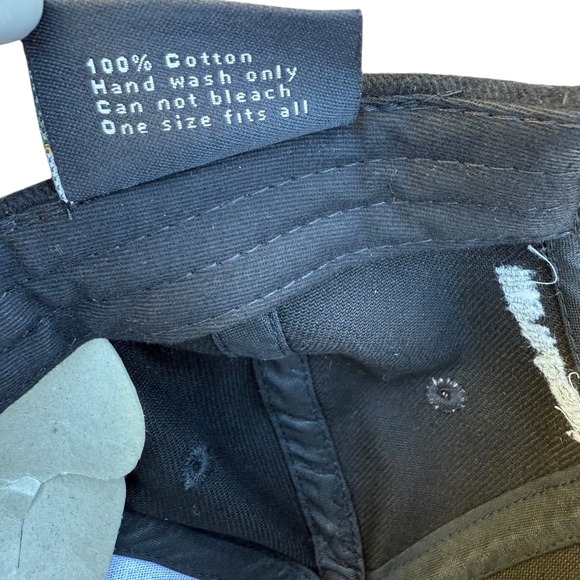 100% Cotton
Hand wash only
Can not bleach
One size fits all